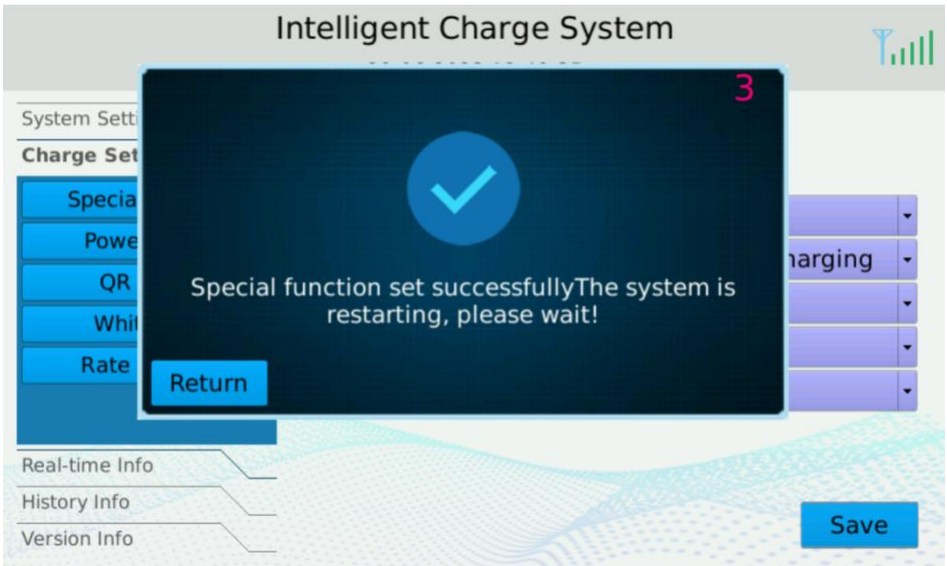 Intelligent Charge System
3
System Setti
Charge Set
Specia
Powe
QR
Whit
Rate
harging
Special function set successfullyThe system is
restarting, please wait!
Return
Real-time Info
History Info
Version Info
Save